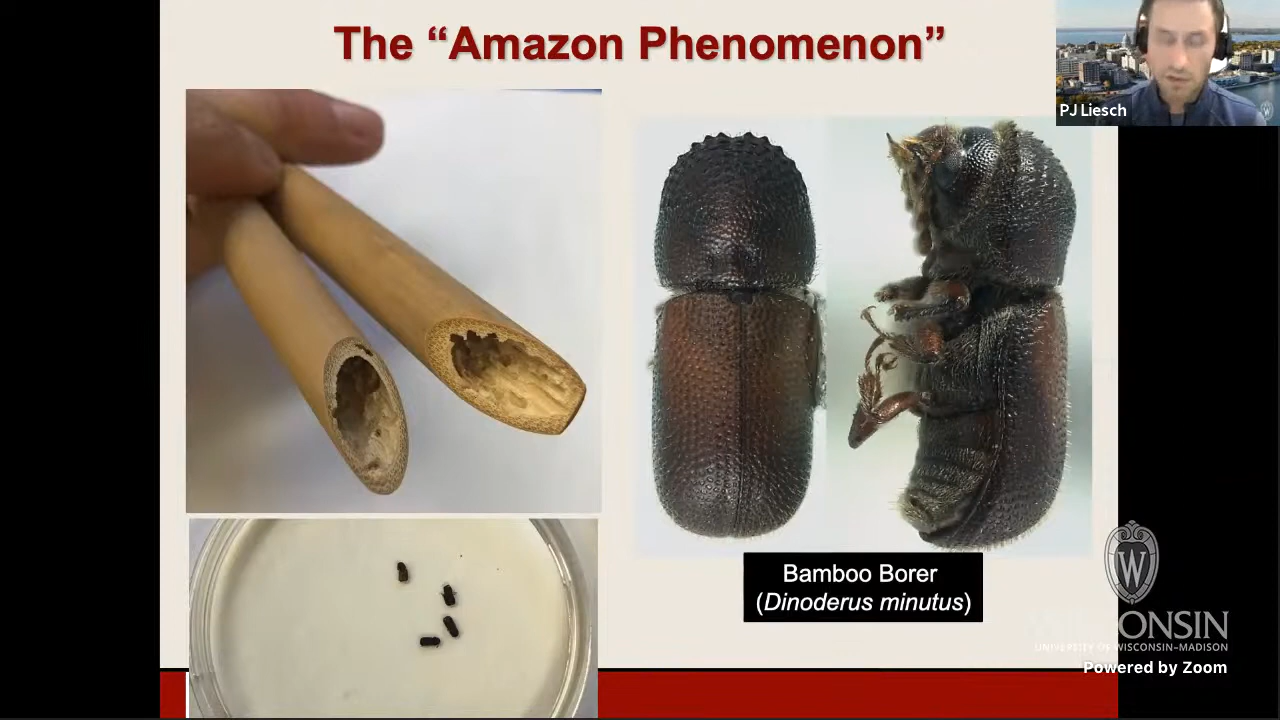 The “Amazon Phenomenon”
PJ Liesch
Bamboo Borer
(Dinoderus minutus)
W
WISCONSIN
UNIVERSITY OF WISCONSIN–MADISON
Powered by Zoom